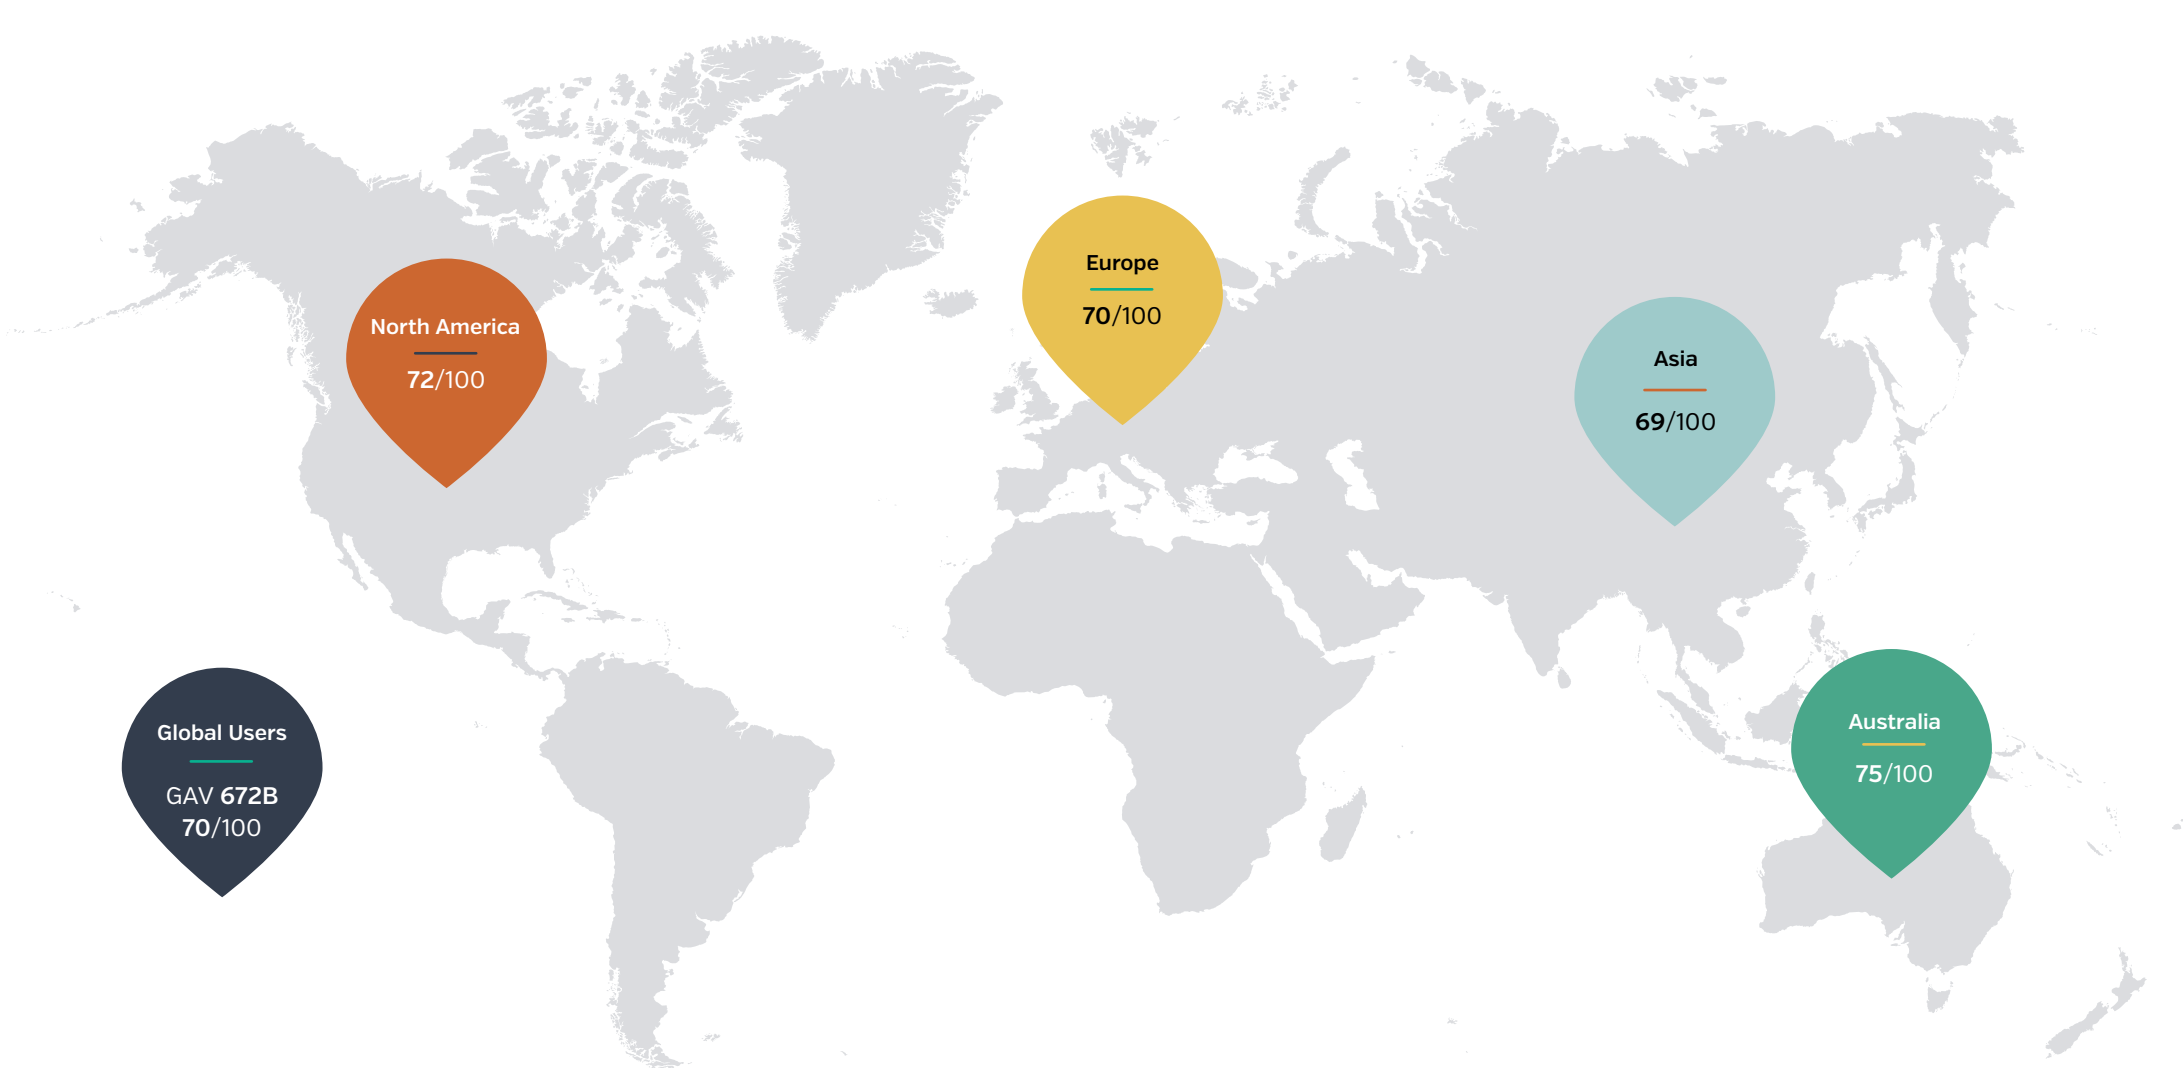 Europe
70/100
North America
72/100
Asia
69/100
Global Users
GAV 672B
70/100
Australia
75/100